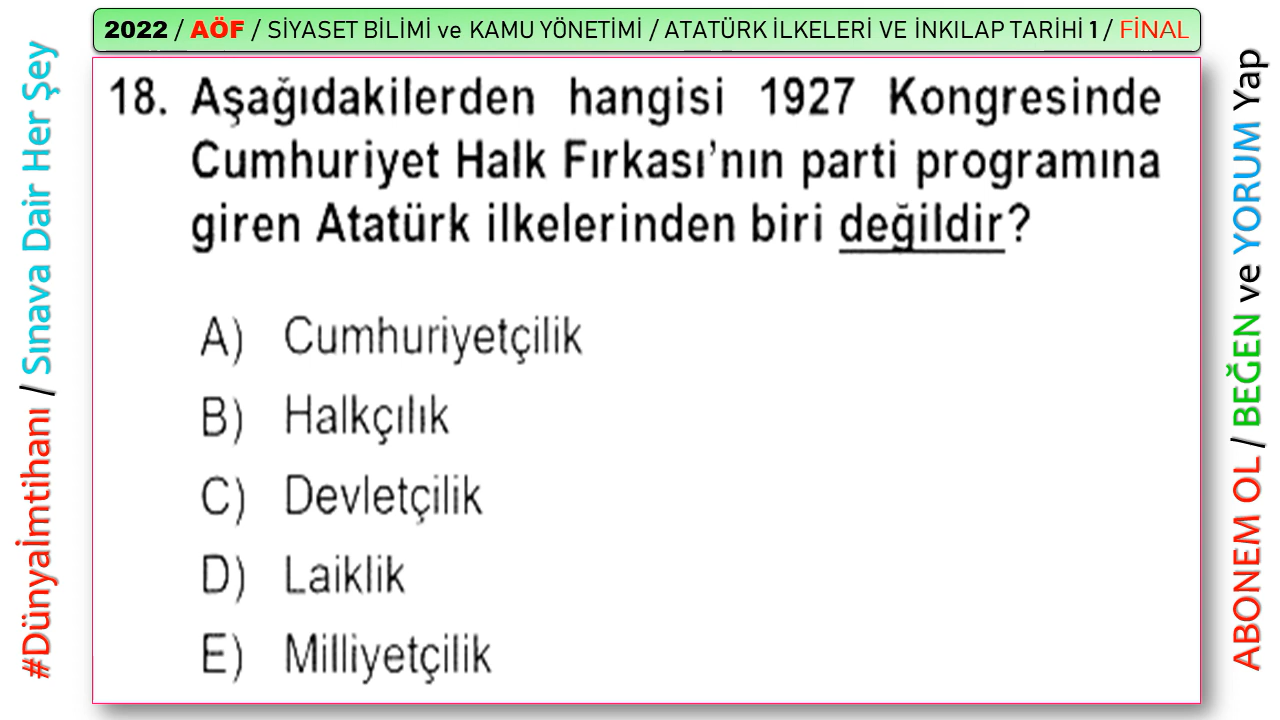 2022 / AÖF / SİYASET BİLİMİ ve KAMU YÖNETİMİ / ATATÜRK İLKELERİ VE İNKILAP TARİHİ 1 / FİNAL
#Dünyaİmtihanı / Sınava Dair Her Şey
18. Aşağıdakilerden hangisi 1927 Kongresinde
Cumhuriyet Halk Fırkası’nın parti programına
giren Atatürk ilkelerinden biri değildir?
A) Cumhuriyetçilik
B) Halkçılık
C) Devletçilik
D) Laiklik
E) Milliyetçilik
ABONEM OL / BEĞEN ve YORUM Yap